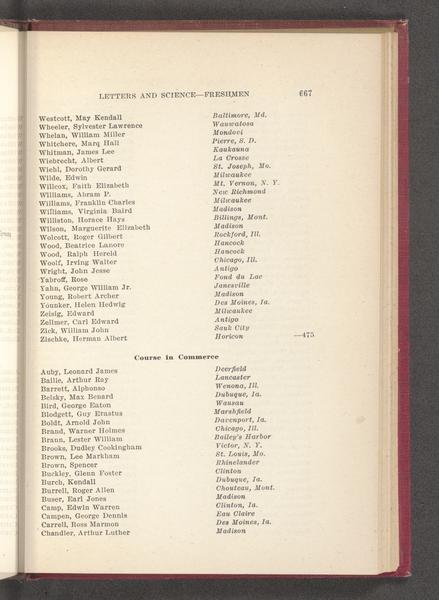 LETTERS AND SCIENCE—FRESHMEN 667
Westcott, May Kendall Baltimore, Md.
Wheeler, Sylvester Lawrence Wauwatosa
Whelan, William Miller Mondovi
Whitchere, Marq Hall Pierre, S. D.
Whitman, James Lee Kaukauna
Wiebrecht, Albert La Crosse
Wiehl, Dorothy Gerard St. Joseph, Mo.
Wilde, Edwin Milwaukee
Willcox, Faith Elizabeth Mt. Vernon, N. Y.
Williams, Abram P. New Richmond
Williams, Franklin Charles Milwaukee
Williams, Virginia Baird Madison
Williston, Horace Hays Billings, Mont.
Wilson, Marguerite Elizabeth Madison
Wolcott, Roger Gilbert Rockford, Ill.
Wood, Beatrice Lanore Hancock
Wood, Ralph Hereld Hancock
Woolf, Irving Walter Chicago, Ill.
Wright, John Jesse Antigo
Yabroff, Rose Fond du Lac
Yahn, George William Jr. Janesville
Young, Robert Archer Madison
Younker, Helen Hedwig Des Moines, Ia.
Zeisig, Edward Milwaukee
Zellmer, Carl Edward Antigo
Zick, William John Sauk City
Zischke, Herman Albert Horicon —475
Course in Commerce
Auby, Leonard James Deerfield
Bailie, Arthur Ray Lancaster
Barrett, Alphonso Wenona, Ill.
Belsky, Max Benard Dubuque, Ia.
Bird, George Eaton Wausau
Blodgett, Guy Erastus Marshfield
Boldt, Arnold John Davenport, Ia.
Brand, Warner Holmes Chicago, Ill.
Braun, Lester William Bailey's Harbor
Brooks, Dudley Cookingham Victor, N. Y.
Brown, Lee Markham St. Louis, Mo.
Brown, Spencer Rhinelander
Buckley, Glenn Foster Clinton
Burch, Kendall Dubuque, Ia.
Burrell, Roger Allen Chouteau, Mont.
Buser, Earl Jones Madison
Camp, Edwin Warren Clinton, Ia.
Campen, George Dennis Eau Claire
Carrell, Ross Marmon Des Moines, Ia.
Chandler, Arthur Luther Madison